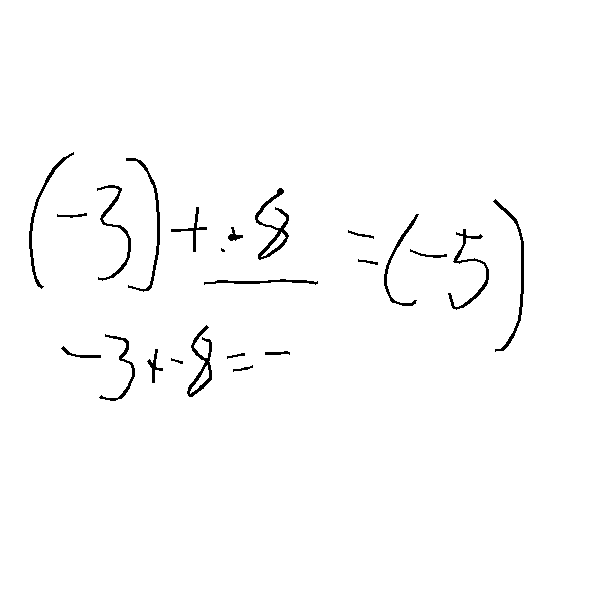 (-3) + -8 = (-5)
-3 + -8 = -